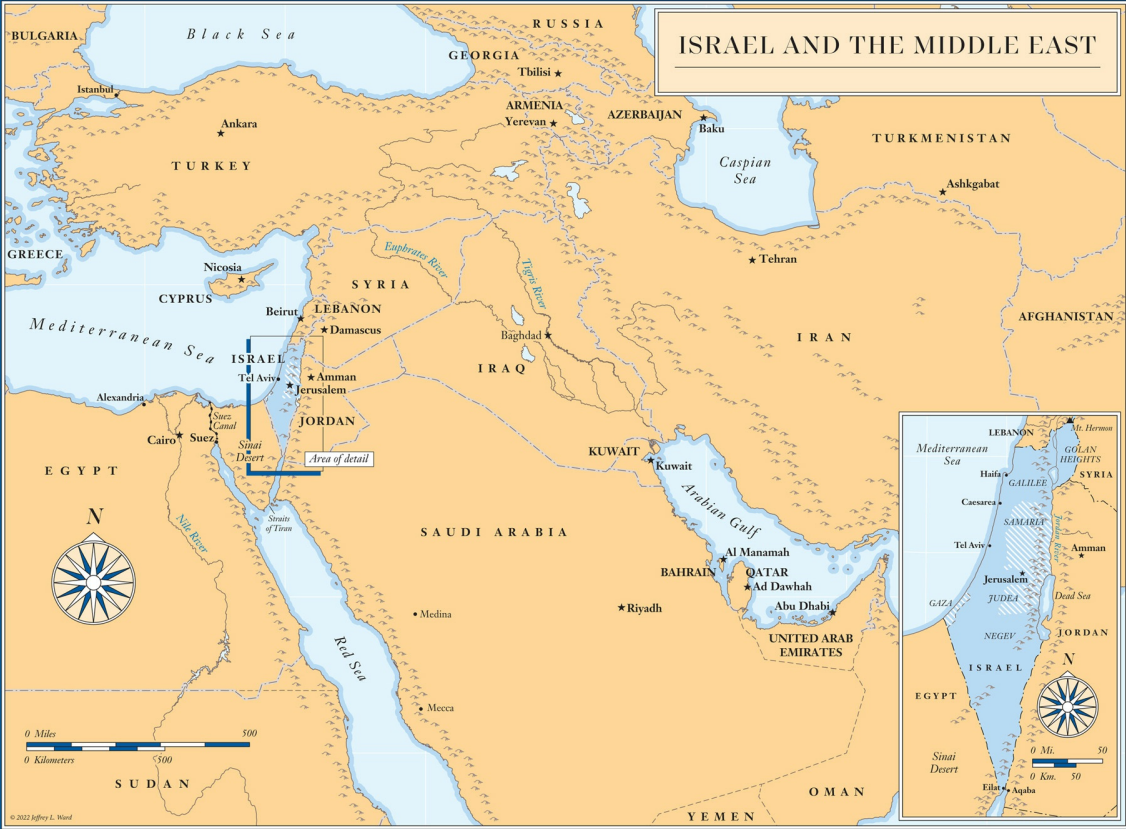 ISRAEL AND THE MIDDLE EAST
BULGARIA
Black Sea
RUSSIA
GEORGIA
Tbilisi
Istanbul
ARMENIA
Yerevan
AZERBAIJAN
Baku
Ankara
TURKEY
TURKMENISTAN
Caspian
Sea
Ashkgabat
GREECE
Nicosia
CYPRUS
Euphrates River
Tigris River
Tehran
SYRIA
Beirut
LEBANON
Damascus
Mediterranean Sea
Baghdad
AFGHANISTAN
IRAN
ISRAEL
Tel Aviv
Amman
Jerusalem
IRAQ
Alexandria
Suez
Canal
JORDAN
Cairo
Suez
Sinai
Desert
Area of detail
EGYPT
KUWAIT
Kuwait
Arabian Gulf
N
Nile River
Straits
of Tiran
SAUDI ARABIA
Al Manamah
BAHRAIN
QATAR
Ad Dawhah
Abu Dhabi
Riyadh
Medina
UNITED ARAB
EMIRATES
Red Sea
Mecca
0 Miles 500
0 Kilometers 500
SUDAN
OMAN
YEMEN
© 2022 Jeffrey L. Ward
LEBANON
Mt. Hermon
Mediterranean
Sea
GOLAN
HEIGHTS
Haifa
GALILEE
SYRIA
Caesarea
SAMARIA
Jordan River
Tel Aviv
Amman
Jerusalem
GAZA
JUDEA
Dead Sea
NEGEV
JORDAN
ISRAEL
N
EGYPT
0 Mi. 50
0 Km. 50
Sinai
Desert
Eilat
Aqaba